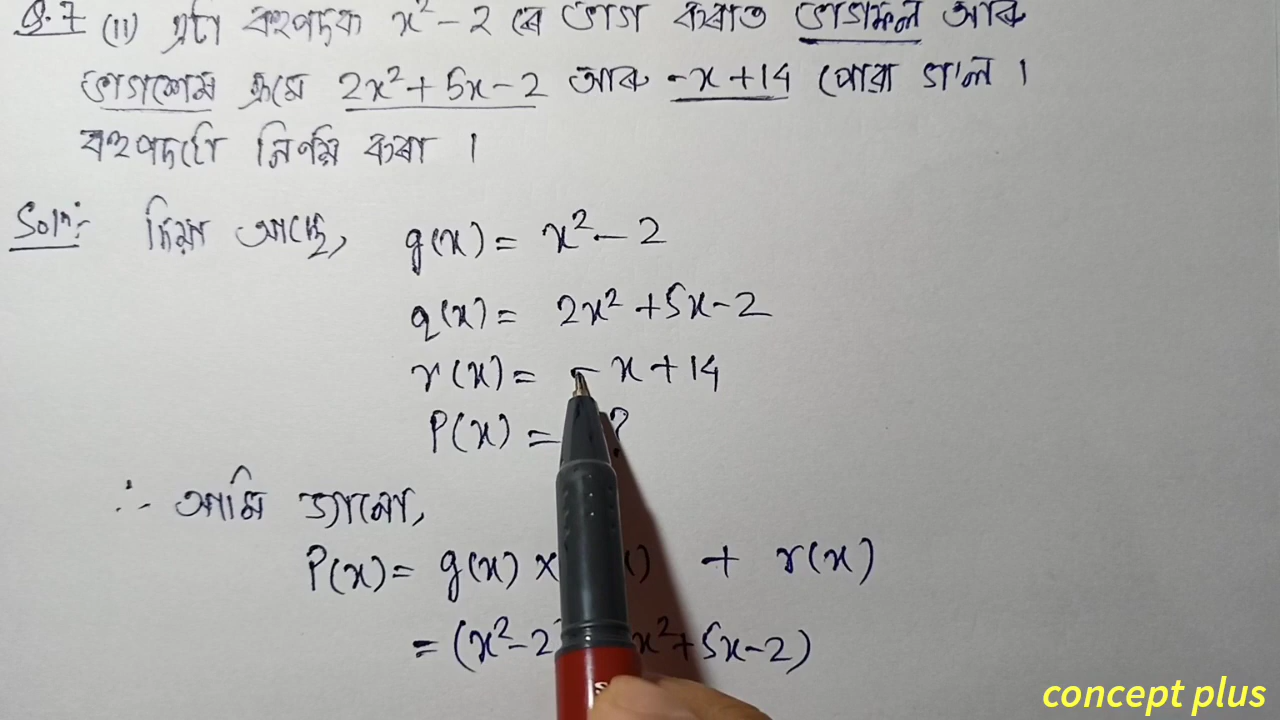 Q.7 (ii) এটা বহুপদক x² - 2 ৰে ভাগ কৰাত ভাগফল আৰু
ভাগশেষ ক্ৰমে 2x² + 5x - 2 আৰু -x + 14 পোৱা গ'ল ।
বহুপদটো নিৰ্ণয় কৰা ।
Solⁿ:- দিয়া আছে, g(x) = x² - 2
q(x) = 2x² + 5x - 2
r(x) = - x + 14
P(x) = ?
∴ আমি জানো,
P(x) = g(x) × (x) + r(x)
= (x² - 2 x² + 5x - 2)
concept plus